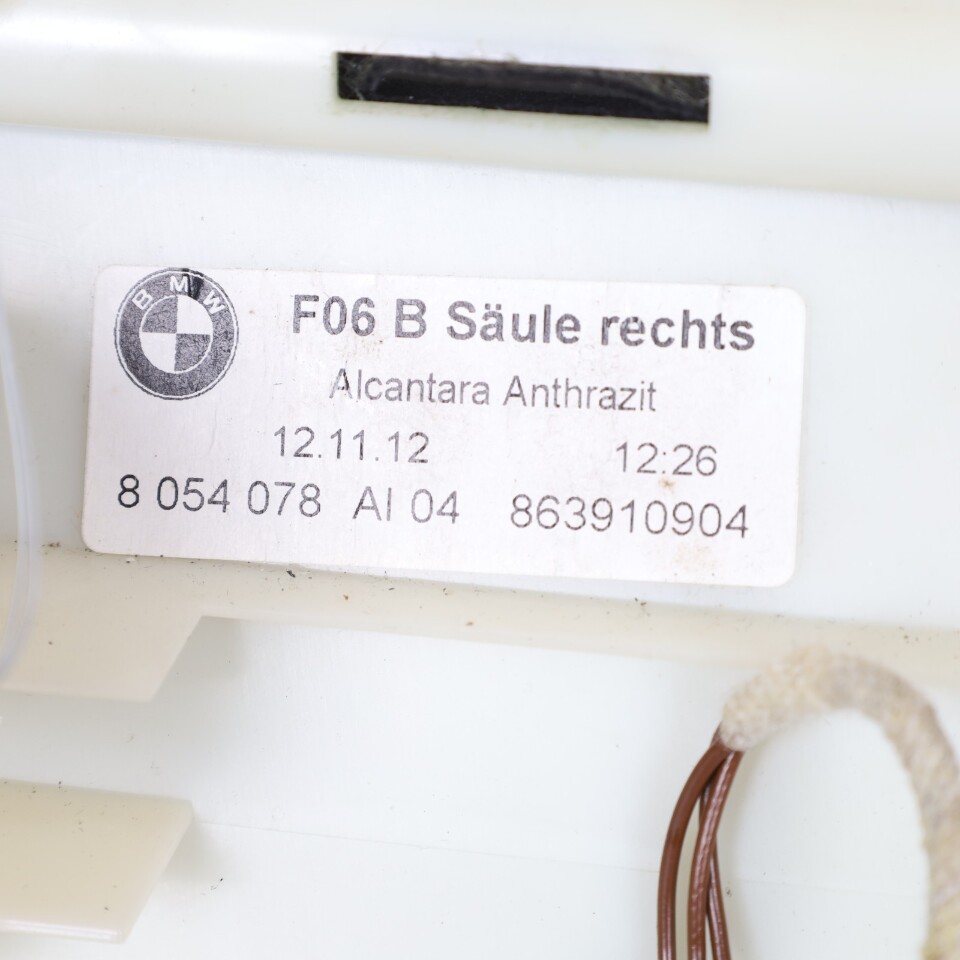 BMW
F06 B Säule rechts
Alcantara Anthrazit
12.11.12 12:26
8 054 078 AI 04 863910904